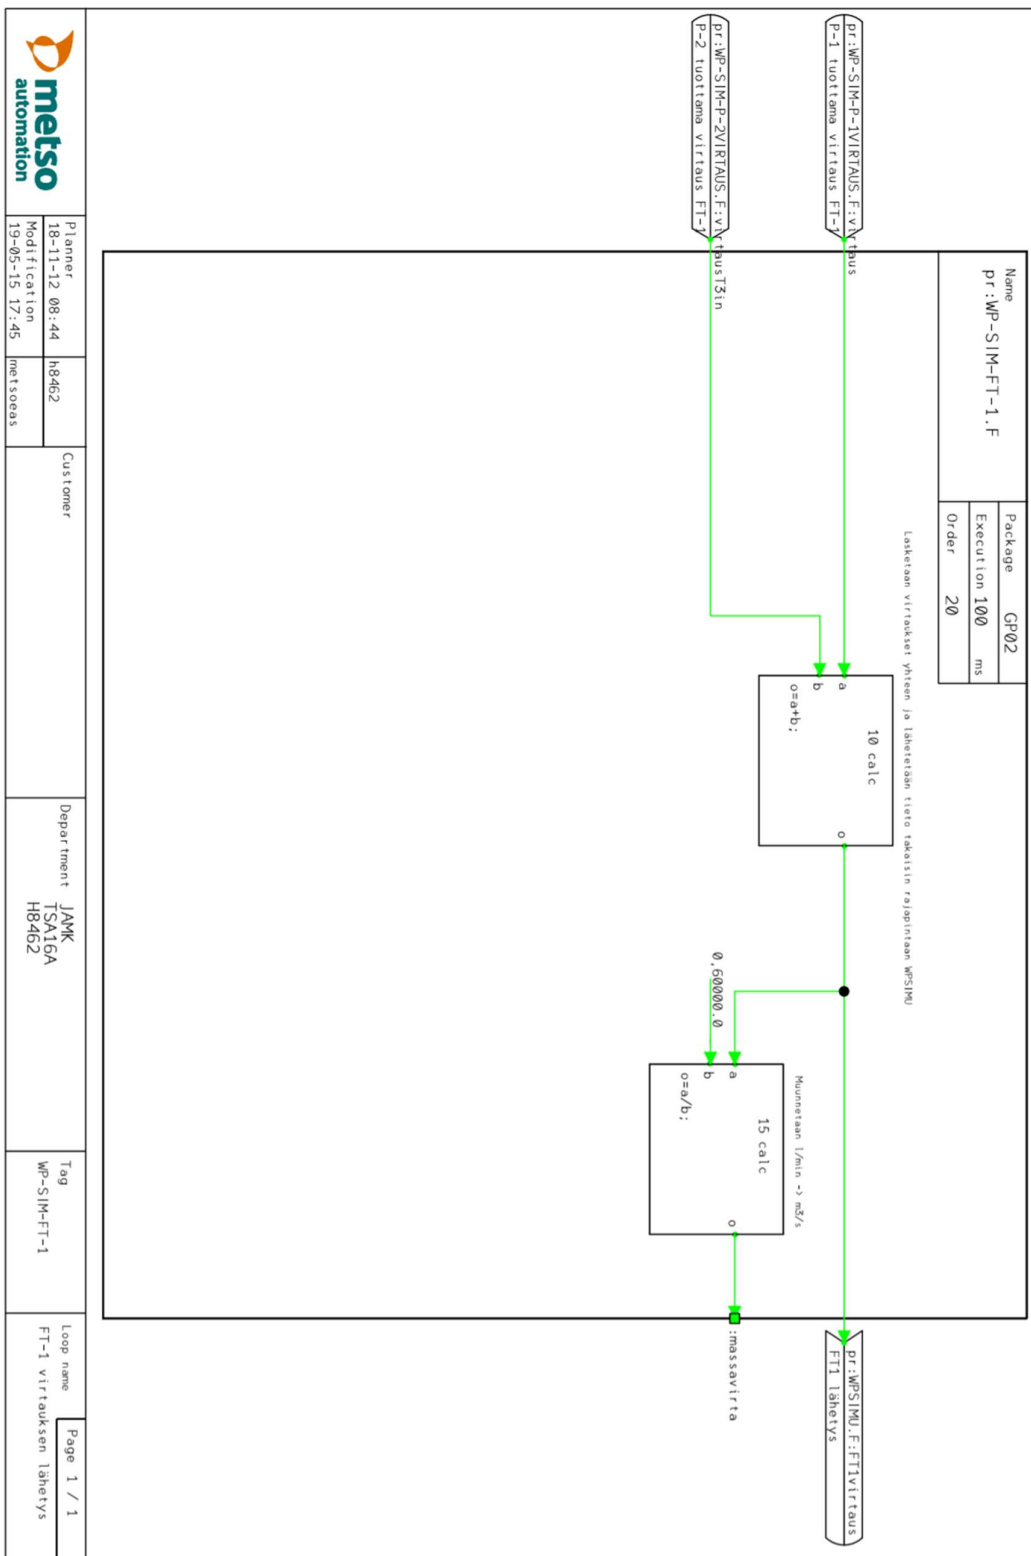 Name
pr:WP-SIM-FT-1.F
Package GP02
Execution 100 ms
Order 20
Lasketaan virtaukset yhteen ja lähetetään tieto takaisin rajapintaan WPSIMU
pr:WP-SIM-P-1VIRTAUS.F:virtaus
P-1 tuottama virtaus FT-1
pr:WP-SIM-P-2VIRTAUS.F:virtausT3in
P-2 tuottama virtaus FT-1
10 calc
a
b
o
o=a+b;
pr:WPSIMU.F:FT1virtaus
FT1 lähetys
Muunnetaan l/min -> m3/s
15 calc
0,60000.0
a
b
o
o=a/b;
:massavirta
metso
automation
Planner
18-11-12 08:44 h8462
Modification
19-05-15 17:45 metsoeas
Customer
Department JAMK
TSA16A
H8462
Tag
WP-SIM-FT-1
Loop name
FT-1 virtauksen lähetys
Page 1 / 1